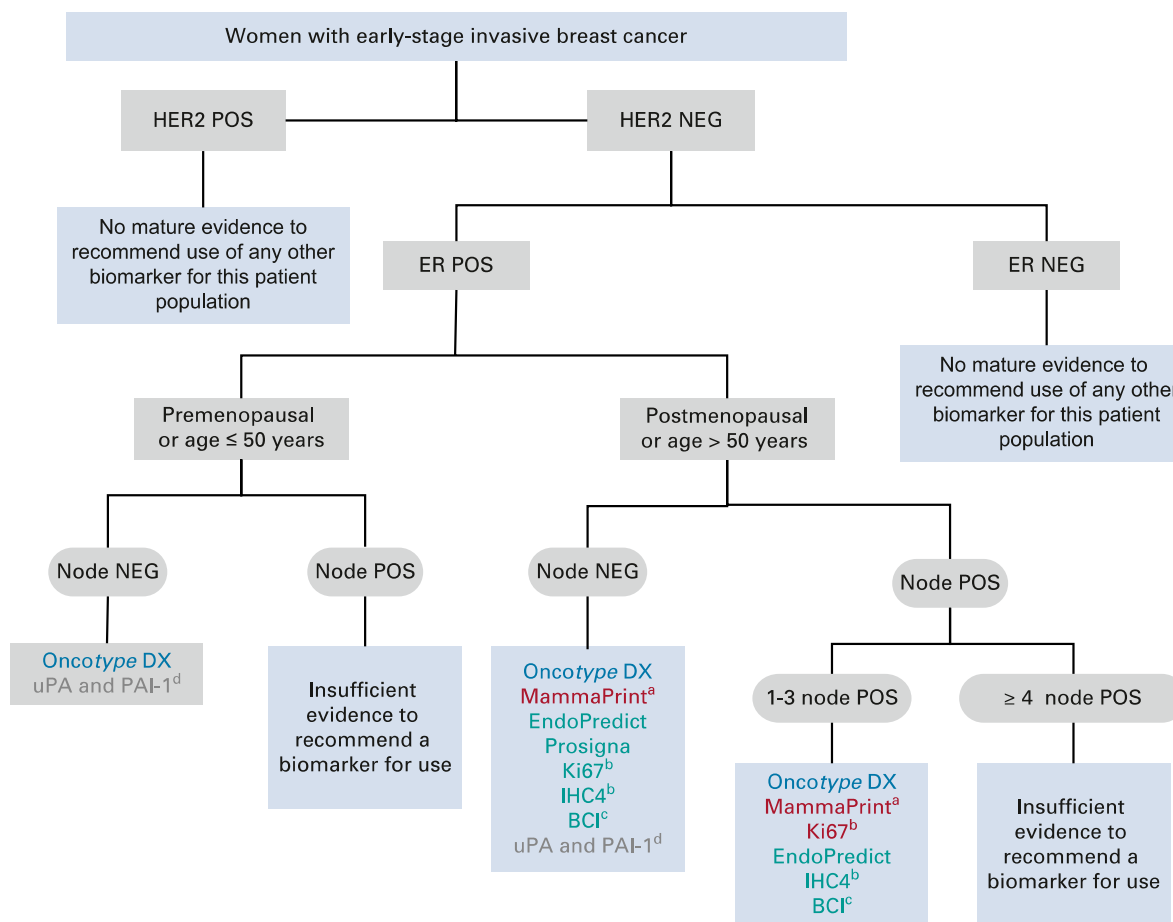 Women with early-stage invasive breast cancer
HER2 POS
HER2 NEG
No mature evidence to
recommend use of any other
biomarker for this patient
population
ER POS
ER NEG
No mature evidence to
recommend use of any other
biomarker for this patient
population
Premenopausal
or age ≤ 50 years
Postmenopausal
or age > 50 years
Node NEG
Node POS
Node NEG
Node POS
Oncotype DX
uPA and PAI-1d
Insufficient
evidence to
recommend a
biomarker for use
Oncotype DX
MammaPrinta
EndoPredict
Prosigna
Ki67b
IHC4b
BCIc
uPA and PAI-1d
1-3 node POS
≥ 4 node POS
Oncotype DX
MammaPrinta
Ki67b
EndoPredict
IHC4b
BCIc
Insufficient
evidence to
recommend a
biomarker for use